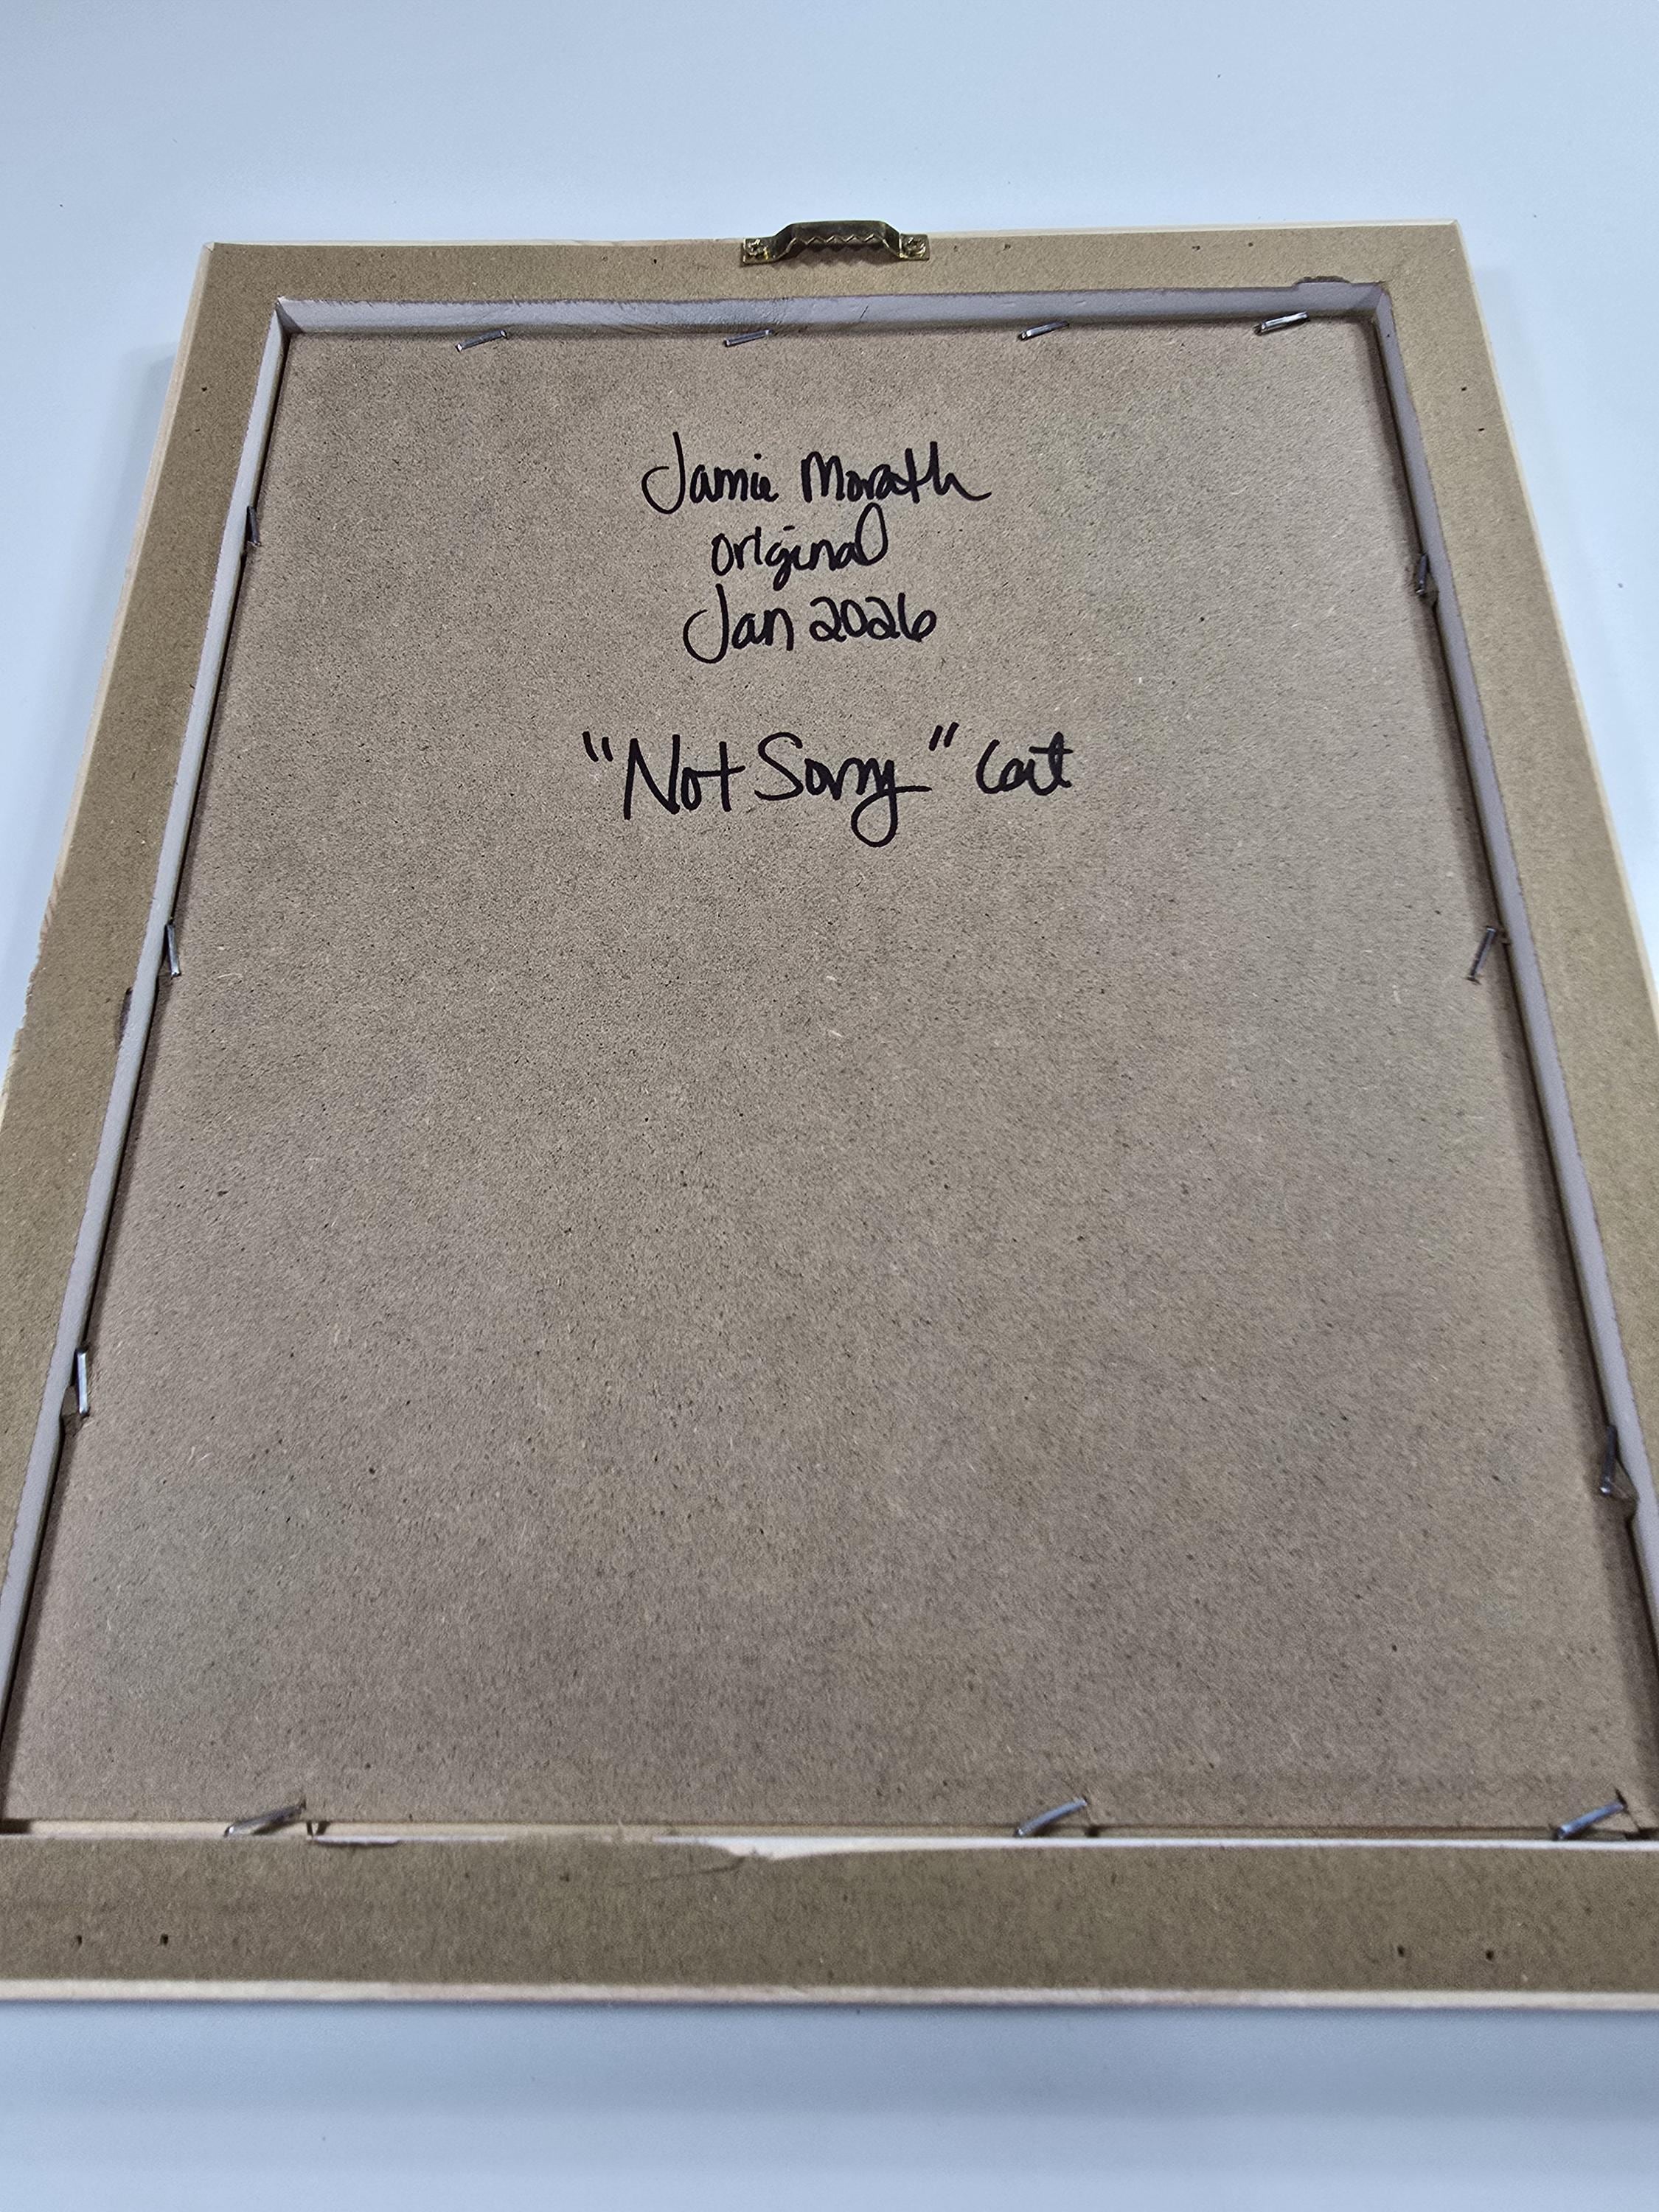 Jamie Morath
original
Jan 2026
"Not Sorry" Cat